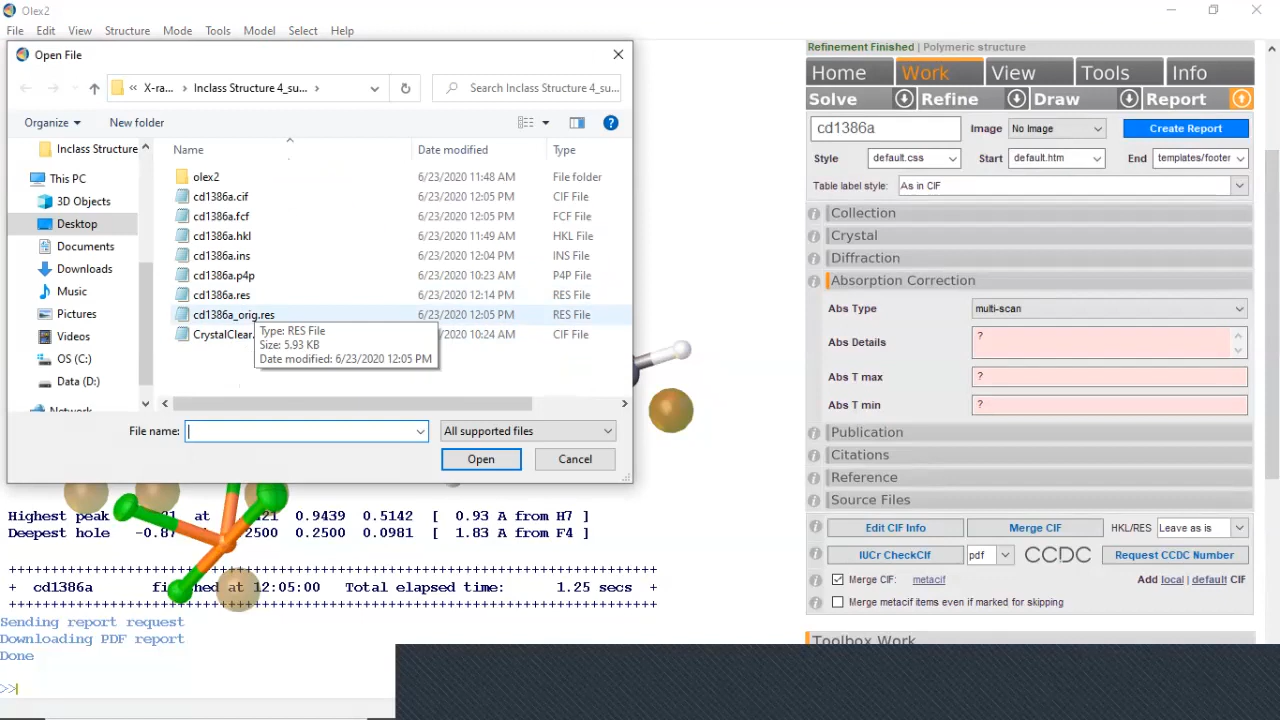 Olex2
File Edit View Structure Mode Tools Model Select Help
Open File
« X-ra... › Inclass Structure 4_su... ›
Search Inclass Structure 4_su...
Organize New folder
Name Date modified Type
Inclass Structure
This PC
3D Objects
Desktop
Documents
Downloads
Music
Pictures
Videos
OS (C:)
Data (D:)
Network
olex2 6/23/2020 11:48 AM File folder
cd1386a.cif 6/23/2020 12:05 PM CIF File
cd1386a.fcf 6/23/2020 12:05 PM FCF File
cd1386a.hkl 6/23/2020 11:49 AM HKL File
cd1386a.ins 6/23/2020 12:04 PM INS File
cd1386a.p4p 6/23/2020 10:23 AM P4P File
cd1386a.res 6/23/2020 12:14 PM RES File
cd1386a_orig.res 6/23/2020 12:05 PM RES File
CrystalClear. 10:24 AM CIF File
Type: RES File
Size: 5.93 KB
Date modified: 6/23/2020 12:05 PM
File name:
All supported files
Open Cancel
Highest peak at 0.9439 0.5142 [ 0.93 A from H7 ]
Deepest hole -0.87 0.2500 0.0981 [ 1.83 A from F4 ]
++++++++++++++++++++++++++++++++++++++++++++++++++++++++++++++++++
+ cd1386a at 12:05:00 Total elapsed time: 1.25 secs +
++++++++++++++++++++++++++++++++++++++++++++++++++++++++++++++++++
Sending report request
Downloading PDF report
Done
>>
Refinement Finished | Polymeric structure
Home Work View Tools Info
Solve Refine Draw Report
cd1386a Image No Image Create Report
Style default.css Start default.htm End templates/footer
Table label style: As in CIF
Collection
Crystal
Diffraction
Absorption Correction
Abs Type multi-scan
Abs Details ?
Abs T max ?
Abs T min ?
Publication
Citations
Reference
Source Files
Edit CIF Info Merge CIF HKL/RES Leave as is
IUCr CheckCIf pdf CCDC Request CCDC Number
Merge CIF: metacif Add local | default CIF
Merge metacif items even if marked for skipping
Toolbox Work